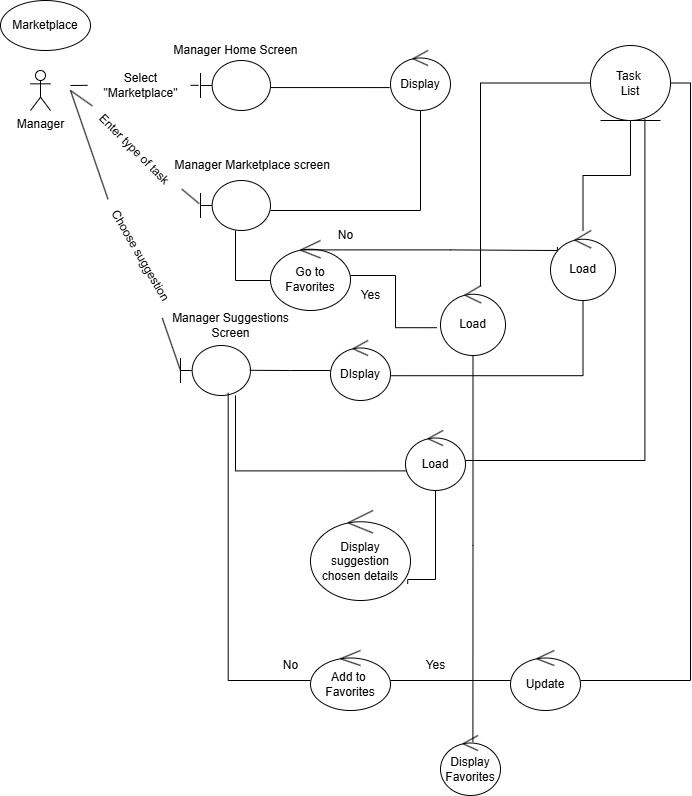 Marketplace
Manager Home Screen
Select
"Marketplace"
Display
Task
List
Manager
Enter type of task
Manager Marketplace screen
Choose suggestion
No
Go to
Favorites
Yes
Load
Load
Manager Suggestions
Screen
DIsplay
Load
Display
suggestion
chosen details
No
Add to
Favorites
Yes
Update
Display
Favorites